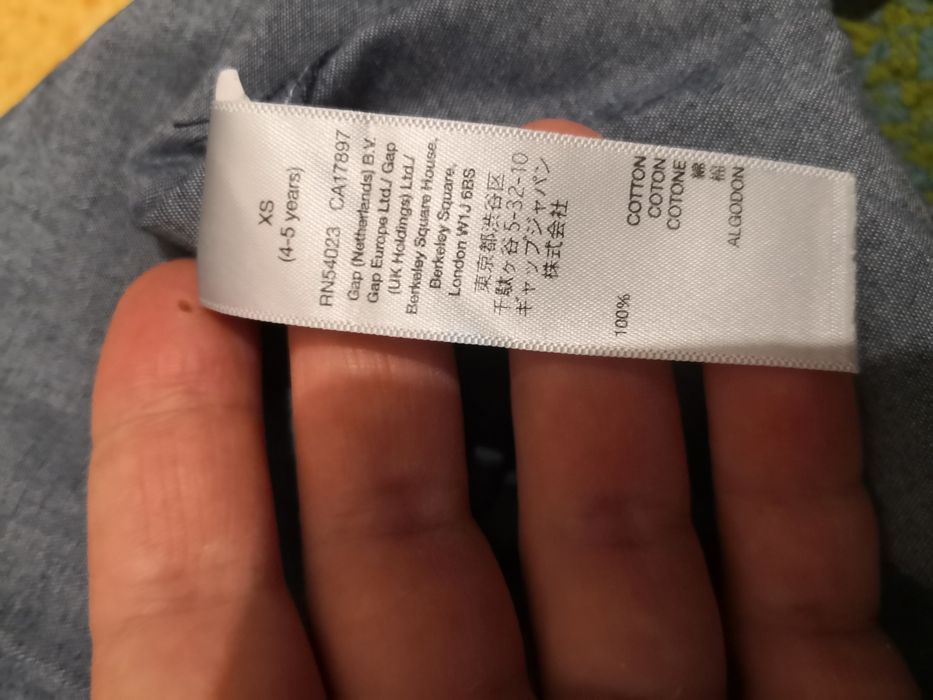 XS
(4-5 years)
RN54023 CA17897
Gap (Netherlands) B.V.
Gap Europe Ltd./ Gap
(UK Holdings) Ltd./
Berkeley Square House,
Berkeley Square,
London W1J 6BS
東京都渋谷区
千駄ヶ谷5-32-10
ギャップジャパン
株式会社
100% COTTON
COTON
COTONE
綿
棉
ALGODON